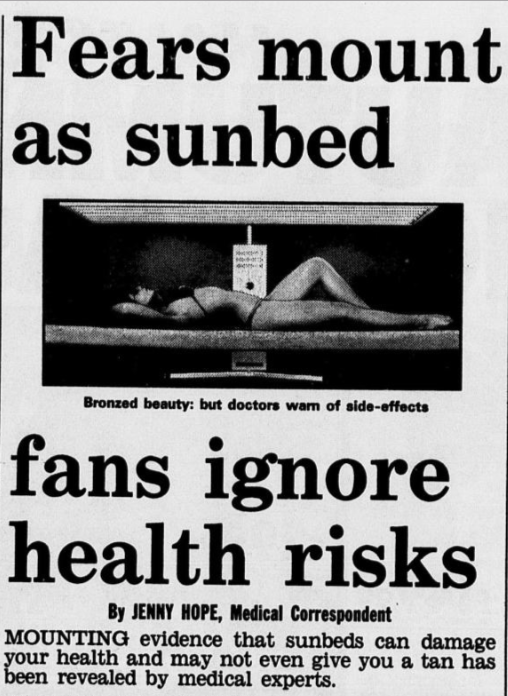 Fears mount
as sunbed
Bronzed beauty: but doctors warn of side-effects
fans ignore
health risks
By JENNY HOPE, Medical Correspondent
MOUNTING evidence that sunbeds can damage
your health and may not even give you a tan has
been revealed by medical experts.